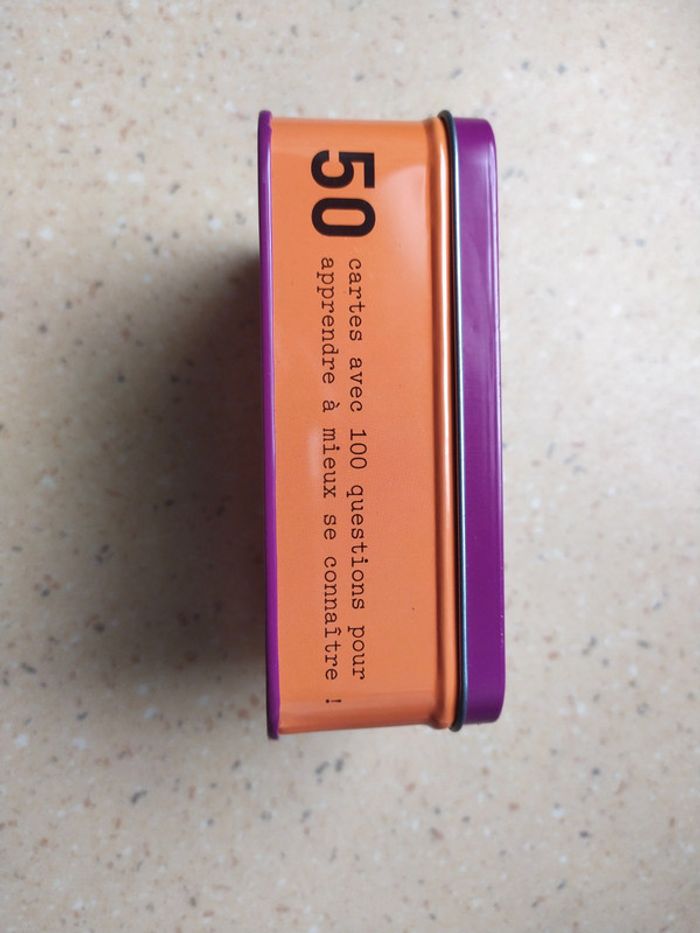 50
cartes avec 100 questions pour
apprendre à mieux se connaître !